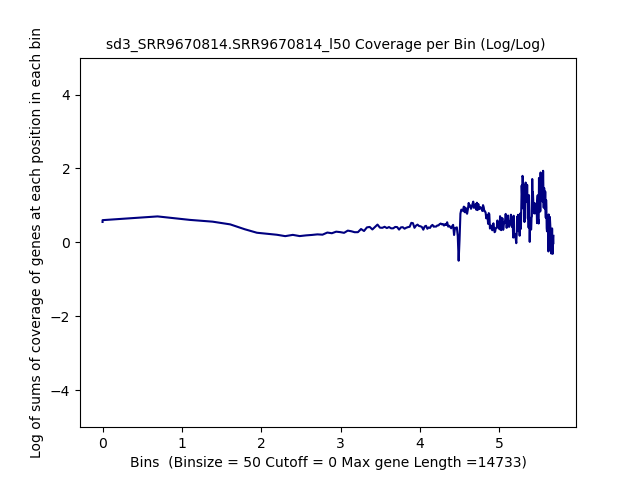 sd3_SRR9670814.SRR9670814_l50 Coverage per Bin (Log/Log)
Log of sums of coverage of genes at each position in each bin
4
2
0
−2
−4
0 1 2 3 4 5
Bins  (Binsize = 50 Cutoff = 0 Max gene Length =14733)